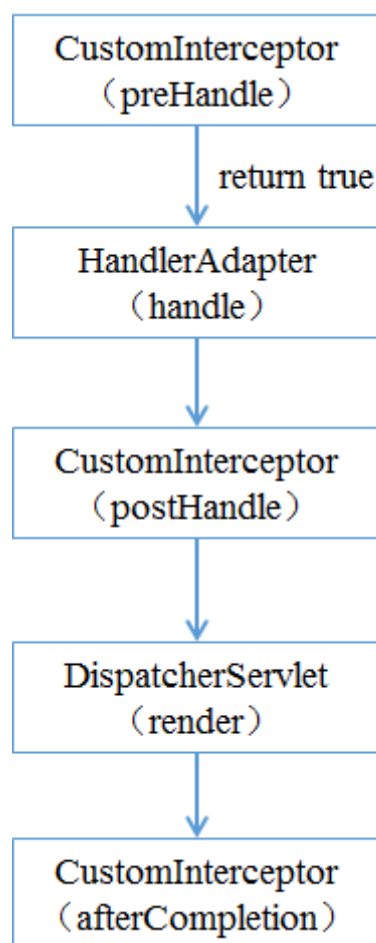 CustomInterceptor
（preHandle）
return true
HandlerAdapter
（handle）
CustomInterceptor
（postHandle）
DispatcherServlet
（render）
CustomInterceptor
（afterCompletion）